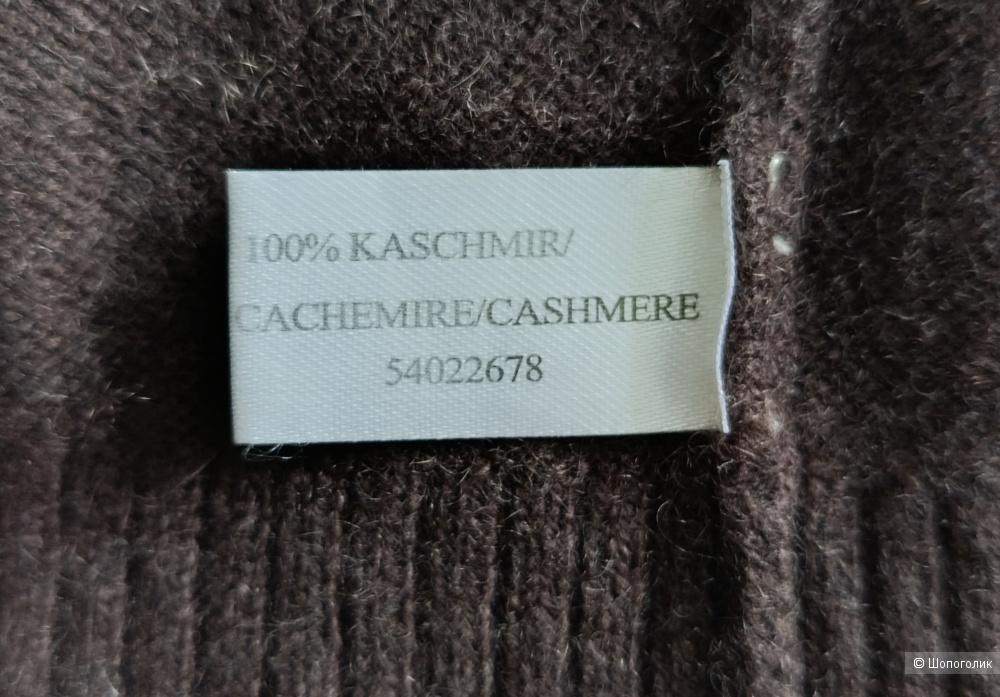 100% KASCHMIR/
CACHEMIRE/CASHMERE
54022678
© Шопоголик